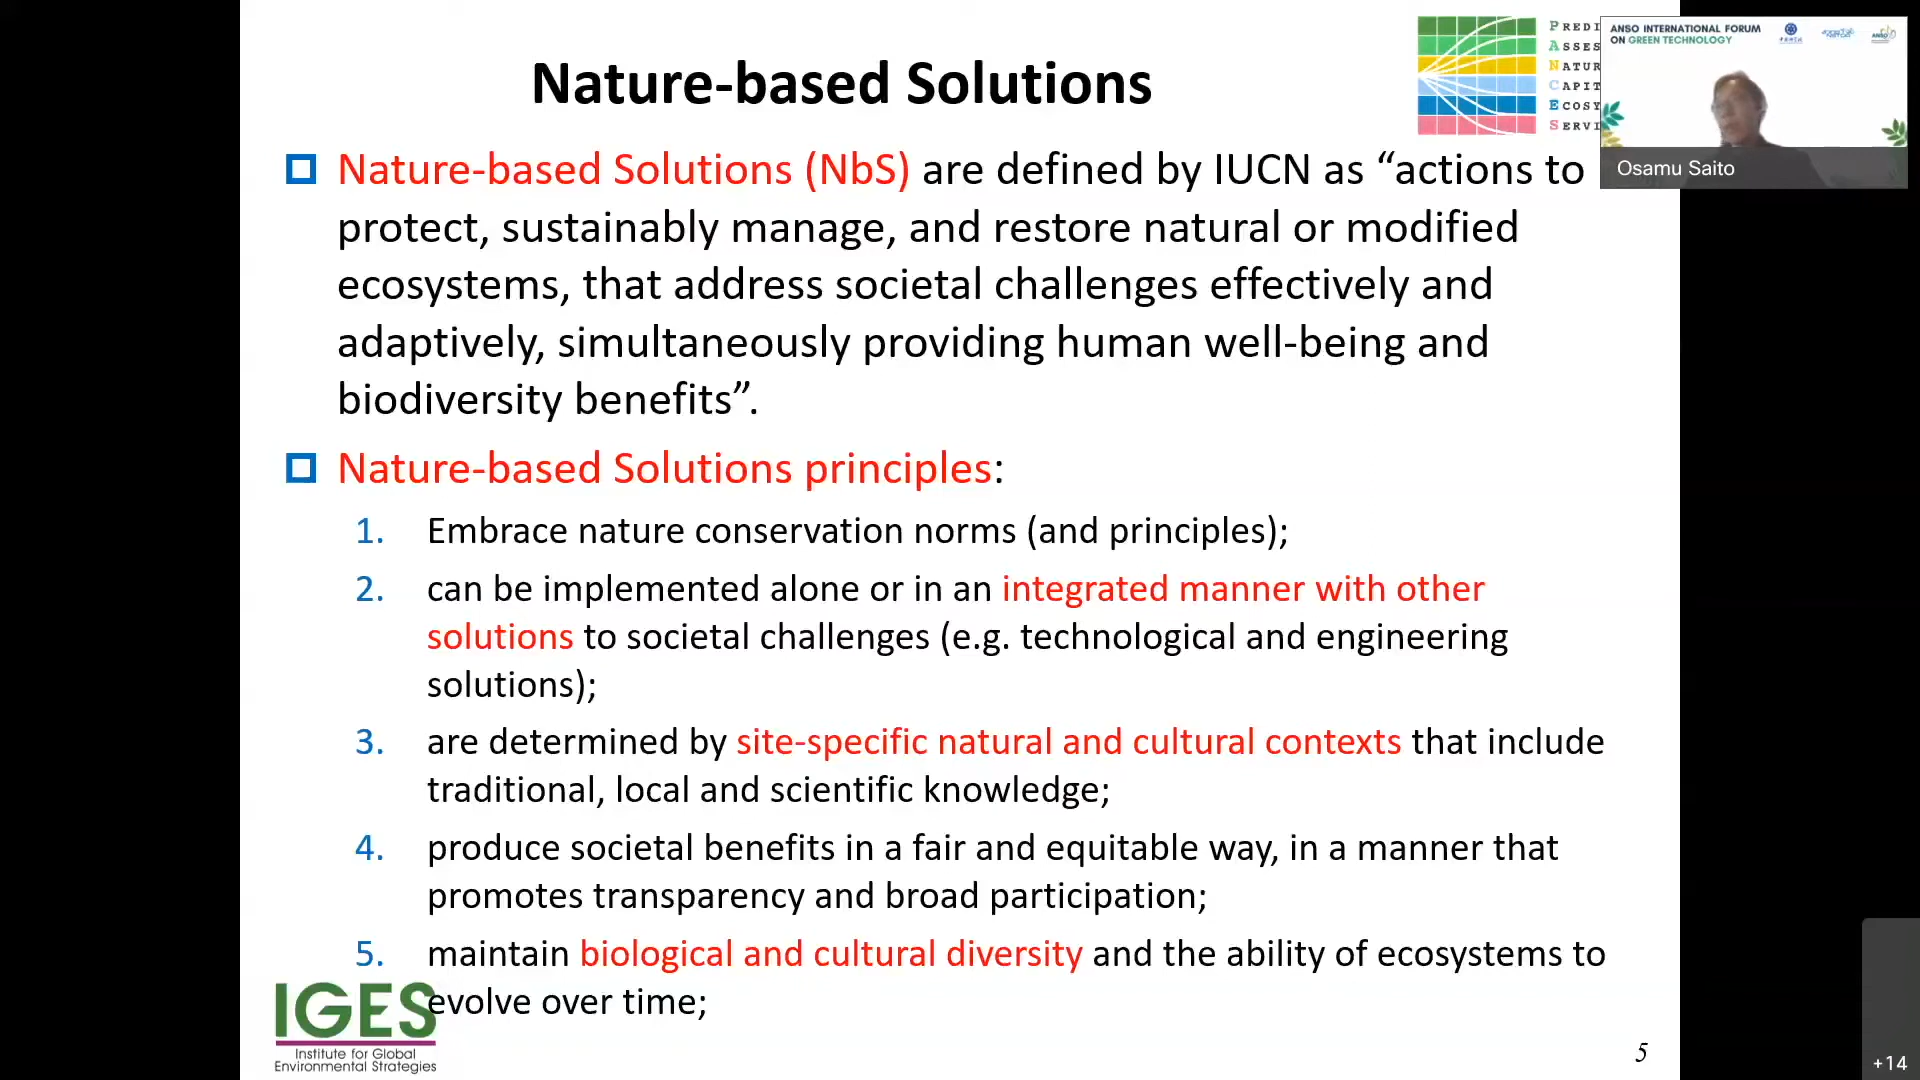 Nature-based Solutions
PREDI
ASSES
NATUR
CAPIT
ECOSY
SERVI
ANSO INTERNATIONAL FORUM
ON GREEN TECHNOLOGY
ANSO
Osamu Saito
Nature-based Solutions (NbS) are defined by IUCN as “actions to
protect, sustainably manage, and restore natural or modified
ecosystems, that address societal challenges effectively and
adaptively, simultaneously providing human well-being and
biodiversity benefits”.
Nature-based Solutions principles:
1. Embrace nature conservation norms (and principles);
2. can be implemented alone or in an integrated manner with other
solutions to societal challenges (e.g. technological and engineering
solutions);
3. are determined by site-specific natural and cultural contexts that include
traditional, local and scientific knowledge;
4. produce societal benefits in a fair and equitable way, in a manner that
promotes transparency and broad participation;
5. maintain biological and cultural diversity and the ability of ecosystems to
evolve over time;
IGES
Institute for Global
Environmental Strategies
5
+14